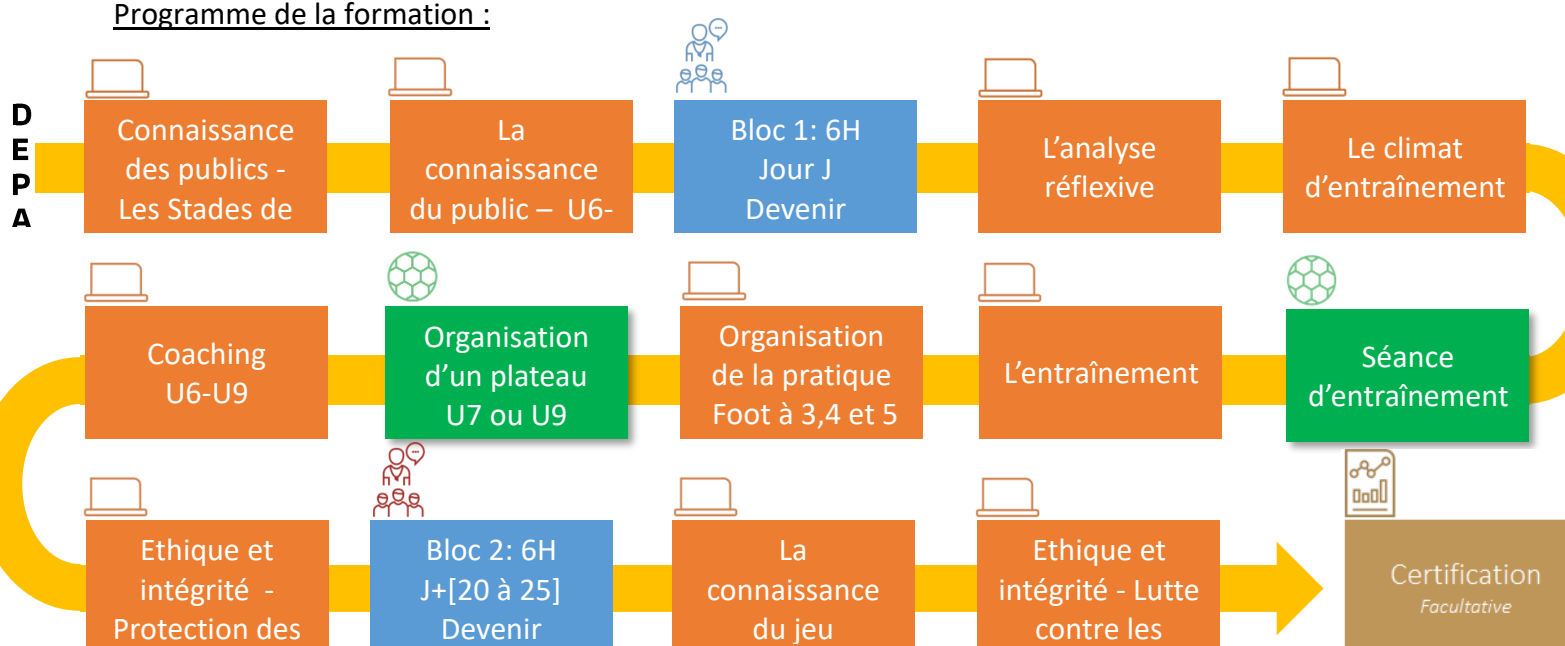 Programme de la formation :
D
E
P
A
Connaissance
des publics -
Les Stades de
La
connaissance
du public – U6-
Bloc 1: 6H
Jour J
Devenir
L'analyse
réflexive
Le climat
d'entraînement
Coaching
U6-U9
Organisation
d'un plateau
U7 ou U9
Organisation
de la pratique
Foot à 3,4 et 5
L'entraînement
Séance
d'entraînement
Ethique et
intégrité -
Protection des
Bloc 2: 6H
J+[20 à 25]
Devenir
La
connaissance
du jeu
Ethique et
intégrité - Lutte
contre les
Certification
Facultative